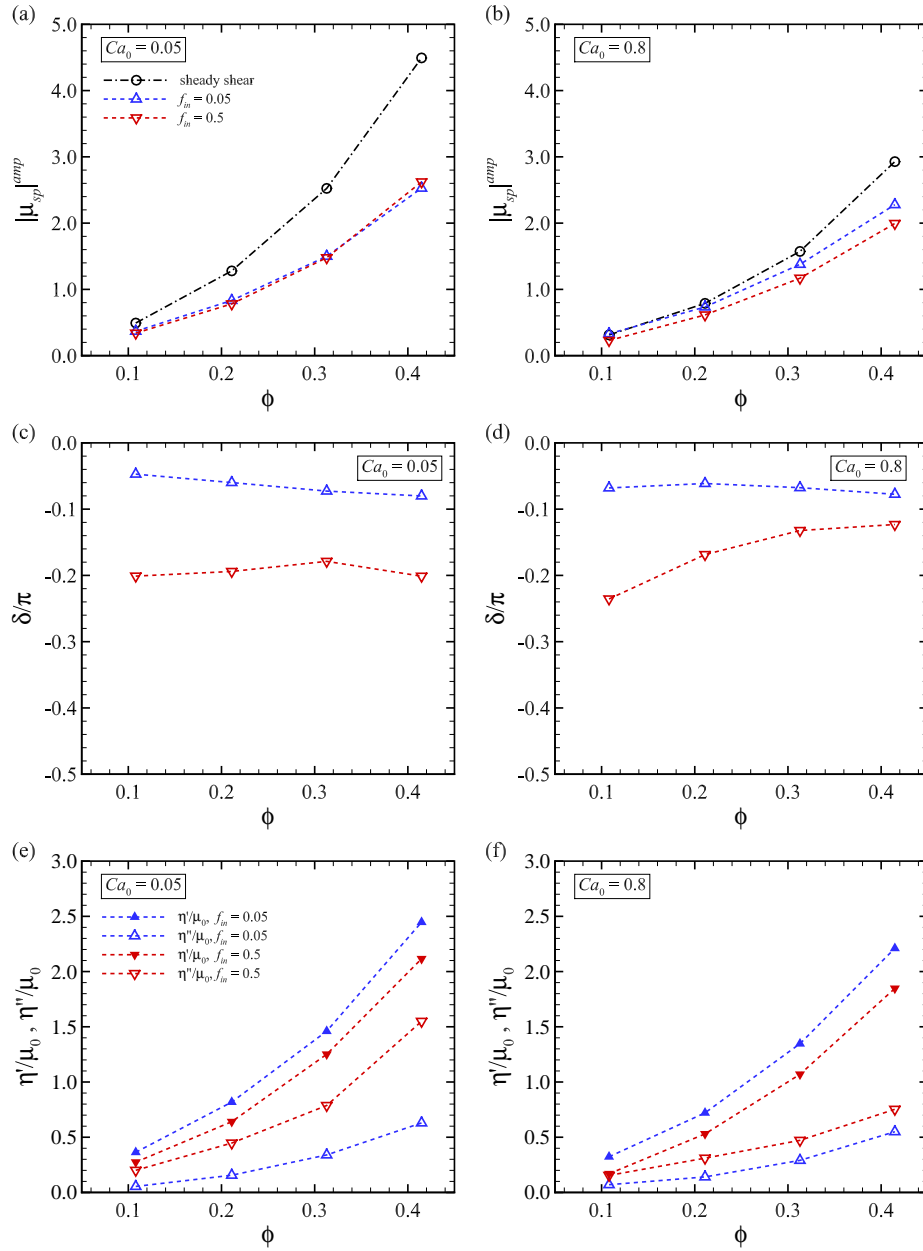 (a)
Ca0 = 0.05
sheady shear
fin = 0.05
fin = 0.5
|μsp|amp
5.0
4.0
3.0
2.0
1.0
0.0
0.1 0.2 0.3 0.4
ϕ
(b)
Ca0 = 0.8
|μsp|amp
5.0
4.0
3.0
2.0
1.0
0.0
0.1 0.2 0.3 0.4
ϕ
(c)
Ca0 = 0.05
δ/π
0.0
-0.1
-0.2
-0.3
-0.4
-0.5
0.1 0.2 0.3 0.4
ϕ
(d)
Ca0 = 0.8
δ/π
0.0
-0.1
-0.2
-0.3
-0.4
-0.5
0.1 0.2 0.3 0.4
ϕ
(e)
Ca0 = 0.05
η'/μ0, fin = 0.05
η''/μ0, fin = 0.05
η'/μ0, fin = 0.5
η''/μ0, fin = 0.5
η'/μ0 , η''/μ0
3.0
2.5
2.0
1.5
1.0
0.5
0.0
0.1 0.2 0.3 0.4
ϕ
(f)
Ca0 = 0.8
η'/μ0 , η''/μ0
3.0
2.5
2.0
1.5
1.0
0.5
0.0
0.1 0.2 0.3 0.4
ϕ